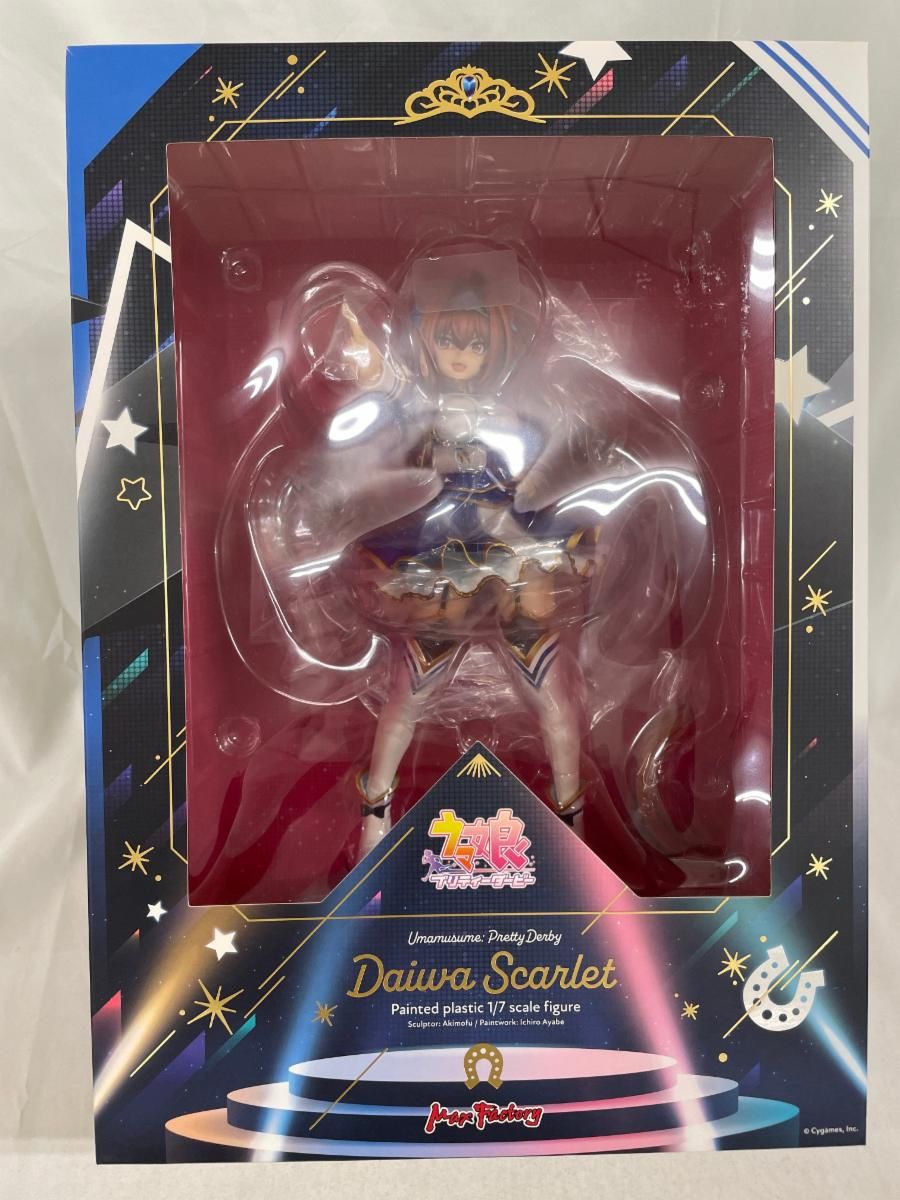 ウマ娘
プリティーダービー
Umamusume: Pretty Derby
Daiwa Scarlet
Painted plastic 1/7 scale figure
Sculptor: Akimofu / Paintwork: Ichiro Ayabe
Max Factory
© Cygames, Inc.